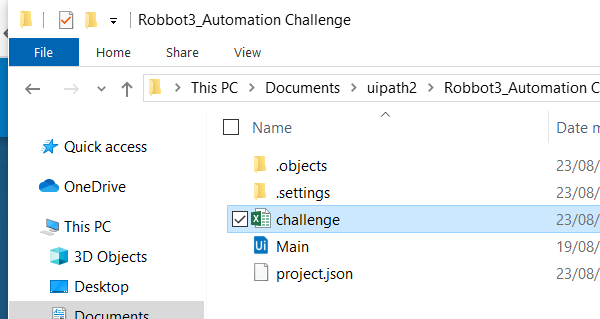 Robbot3_Automation Challenge
File Home Share View
This PC Documents uipath2 Robbot3_Automation C
Name Date m
Quick access
OneDrive
This PC
3D Objects
Desktop
Documents
.objects 23/08/
.settings 23/08/
challenge 23/08/
Ui Main 19/08/
project.json 23/08/